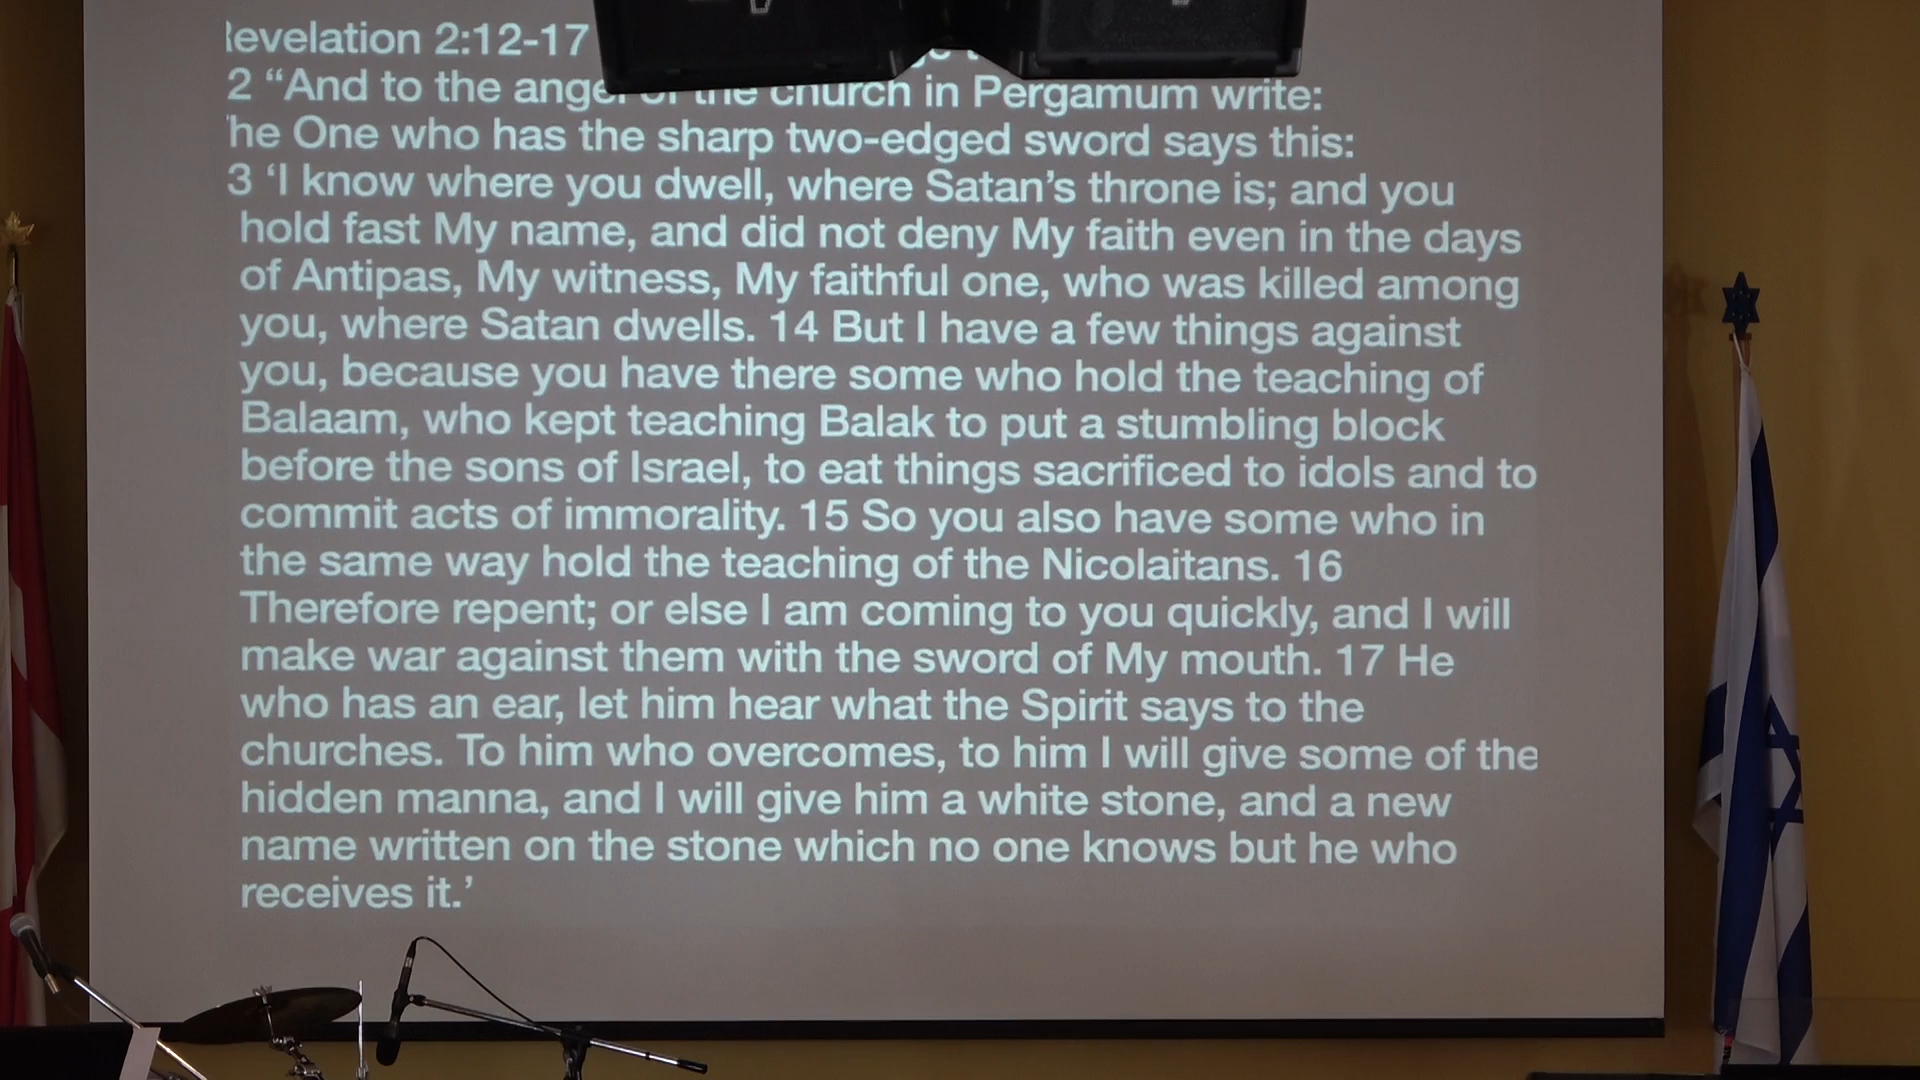 Revelation 2:12-17
2 “And to the angel of the church in Pergamum write:
The One who has the sharp two-edged sword says this:
3 ‘I know where you dwell, where Satan’s throne is; and you
hold fast My name, and did not deny My faith even in the days
of Antipas, My witness, My faithful one, who was killed among
you, where Satan dwells. 14 But I have a few things against
you, because you have there some who hold the teaching of
Balaam, who kept teaching Balak to put a stumbling block
before the sons of Israel, to eat things sacrificed to idols and to
commit acts of immorality. 15 So you also have some who in
the same way hold the teaching of the Nicolaitans. 16
Therefore repent; or else I am coming to you quickly, and I will
make war against them with the sword of My mouth. 17 He
who has an ear, let him hear what the Spirit says to the
churches. To him who overcomes, to him I will give some of the
hidden manna, and I will give him a white stone, and a new
name written on the stone which no one knows but he who
receives it.’